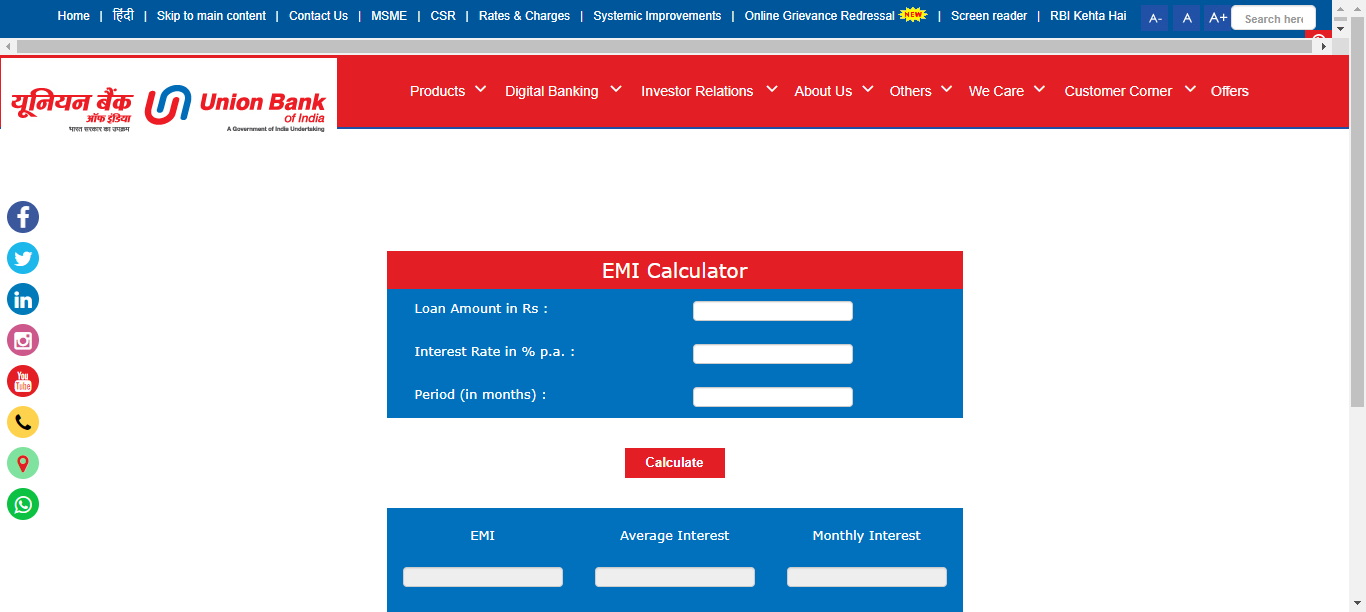 Home | हिंदी | Skip to main content | Contact Us | MSME | CSR | Rates & Charges | Systemic Improvements | Online Grievance Redressal NEW | Screen reader | RBI Kehta Hai A- A A+ Search here
यूनियन बैंक Union Bank
ऑफ इंडिया of India
भारत सरकार का उपक्रम A Government of India Undertaking
Products Digital Banking Investor Relations About Us Others We Care Customer Corner Offers
You
Tube
EMI Calculator
Loan Amount in Rs :
Interest Rate in % p.a. :
Period (in months) :
Calculate
EMI Average Interest Monthly Interest